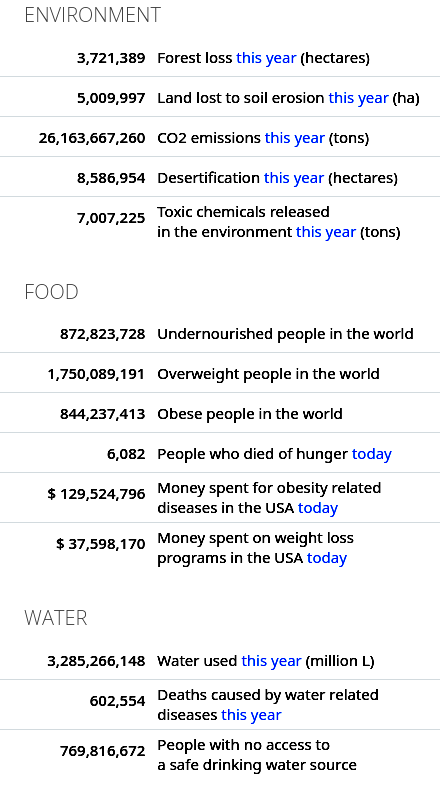 ENVIRONMENT
3,721,389 Forest loss this year (hectares)
5,009,997 Land lost to soil erosion this year (ha)
26,163,667,260 CO2 emissions this year (tons)
8,586,954 Desertification this year (hectares)
7,007,225 Toxic chemicals released
in the environment this year (tons)
FOOD
872,823,728 Undernourished people in the world
1,750,089,191 Overweight people in the world
844,237,413 Obese people in the world
6,082 People who died of hunger today
$ 129,524,796 Money spent for obesity related
diseases in the USA today
$ 37,598,170 Money spent on weight loss
programs in the USA today
WATER
3,285,266,148 Water used this year (million L)
602,554 Deaths caused by water related
diseases this year
769,816,672 People with no access to
a safe drinking water source